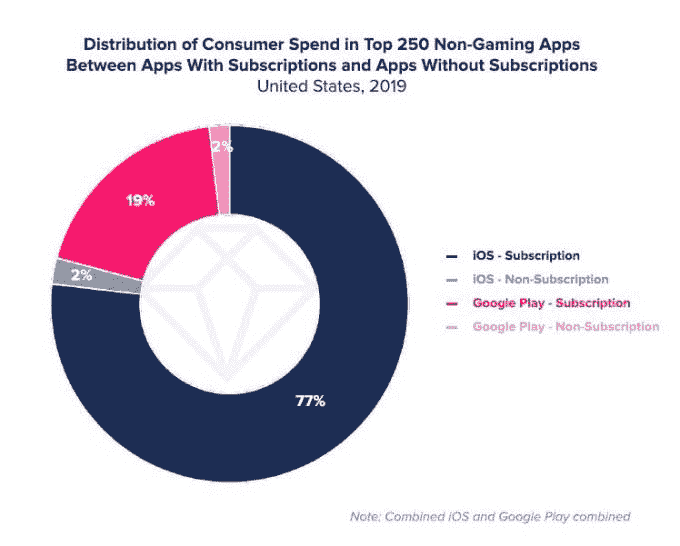 Distribution of Consumer Spend in Top 250 Non-Gaming Apps
Between Apps With Subscriptions and Apps Without Subscriptions
United States, 2019
2%
19%
2%
77%
iOS - Subscription
iOS - Non-Subscription
Google Play - Subscription
Google Play - Non-Subscription
Note: Combined iOS and Google Play combined